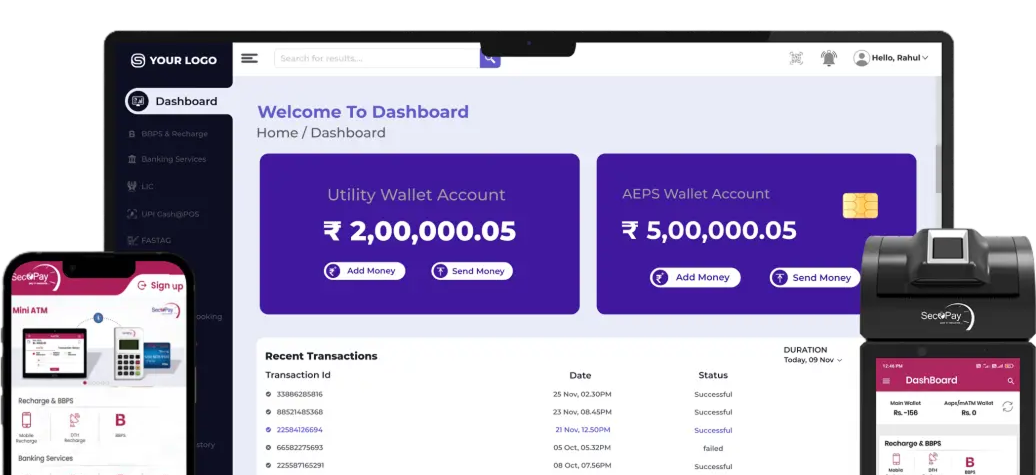 YOUR LOGO
Search for results...
Hello, Rahul
Dashboard
BBPS & Recharge
Banking Services
LIC
UPI Cash@POS
FASTAG
ooking
story
Welcome To Dashboard
Home / Dashboard
Utility Wallet Account
₹ 2,00,000.05
Add Money
Send Money
AEPS Wallet Account
₹ 5,00,000.05
Add Money
Send Money
Recent Transactions
DURATION
Today, 09 Nov
Transaction Id Date Status
33886285816 25 Nov, 02.30PM Successful
88521485368 23 Nov, 08.45PM Successful
22584126694 21 Nov, 12.50PM Successful
66582275693 05 Oct, 05.32PM failed
225587165291 08 Oct, 07.56PM Successful
SecoPay
Sign up
Mini ATM
SecoPay
Recharge & BBPS
Mobile Recharge
DTH Recharge
B
BBPS
Banking Services
SecoPay
12:45 PM
DashBoard
Main Wallet
Rs. -156
Aeps/mATM Wallet
Rs. 0
Recharge & BBPS
B
Mobile
DTH
BBPS